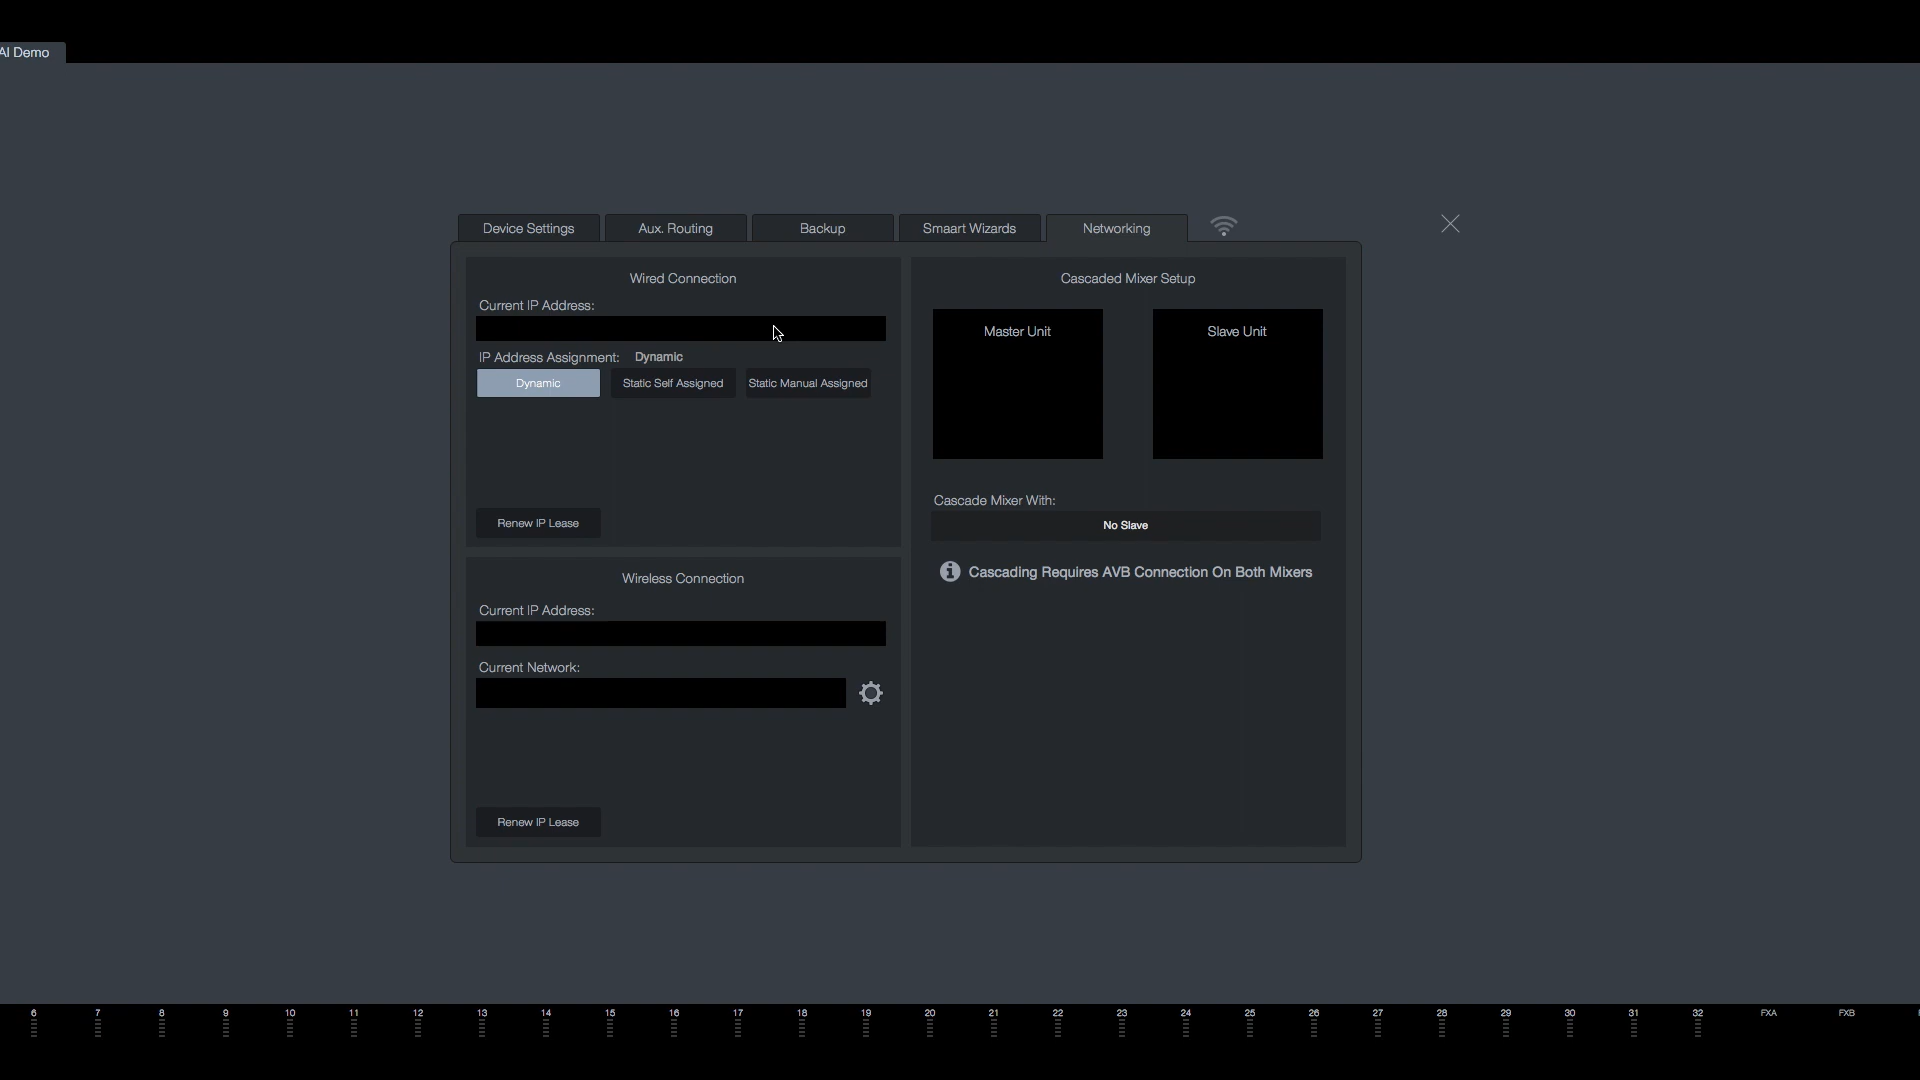 AI Demo
Device Settings
Aux. Routing
Backup
Smaart Wizards
Networking
Wired Connection
Current IP Address:
IP Address Assignment: Dynamic
Dynamic
Static Self Assigned
Static Manual Assigned
Renew IP Lease
Wireless Connection
Current IP Address:
Current Network:
Renew IP Lease
Cascaded Mixer Setup
Master Unit
Slave Unit
Cascade Mixer With:
No Slave
Cascading Requires AVB Connection On Both Mixers
6 7 8 9 10 11 12 13 14 15 16 17 18 19 20 21 22 23 24 25 26 27 28 29 30 31 32 FXA FXB